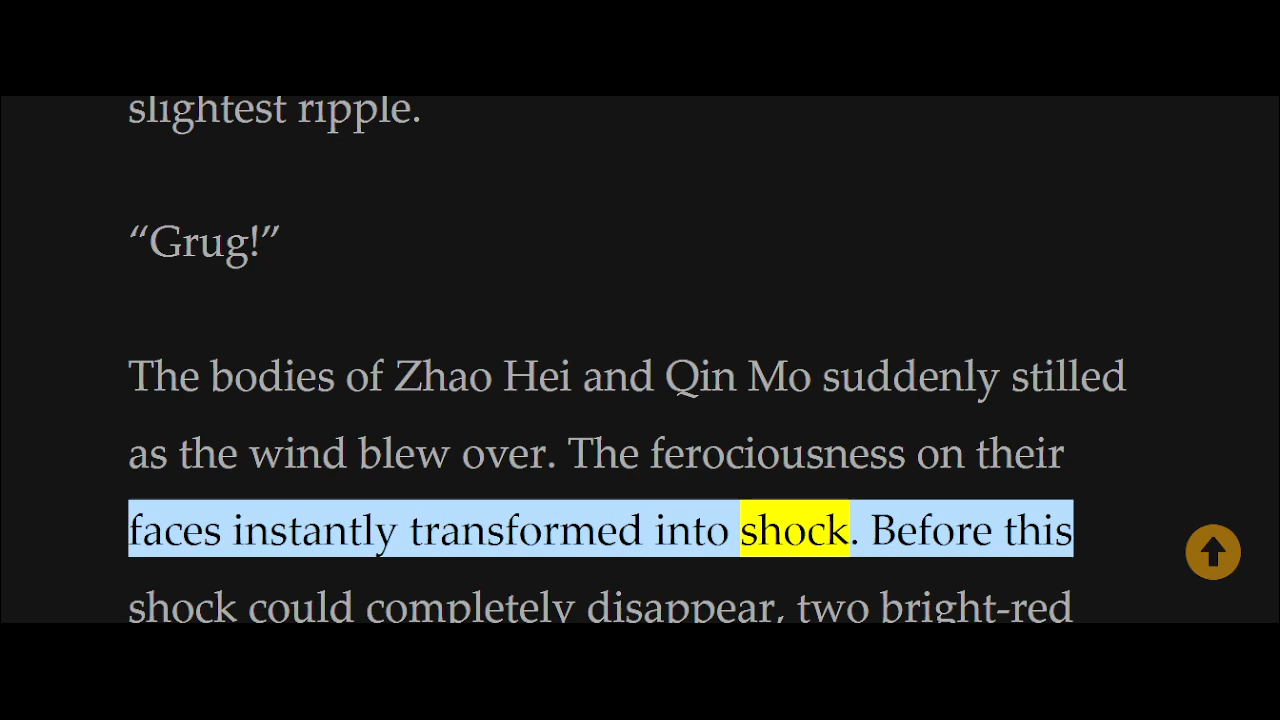 slightest ripple.
“Grug!”
The bodies of Zhao Hei and Qin Mo suddenly stilled
as the wind blew over. The ferociousness on their
faces instantly transformed into shock. Before this
shock could completely disappear, two bright-red